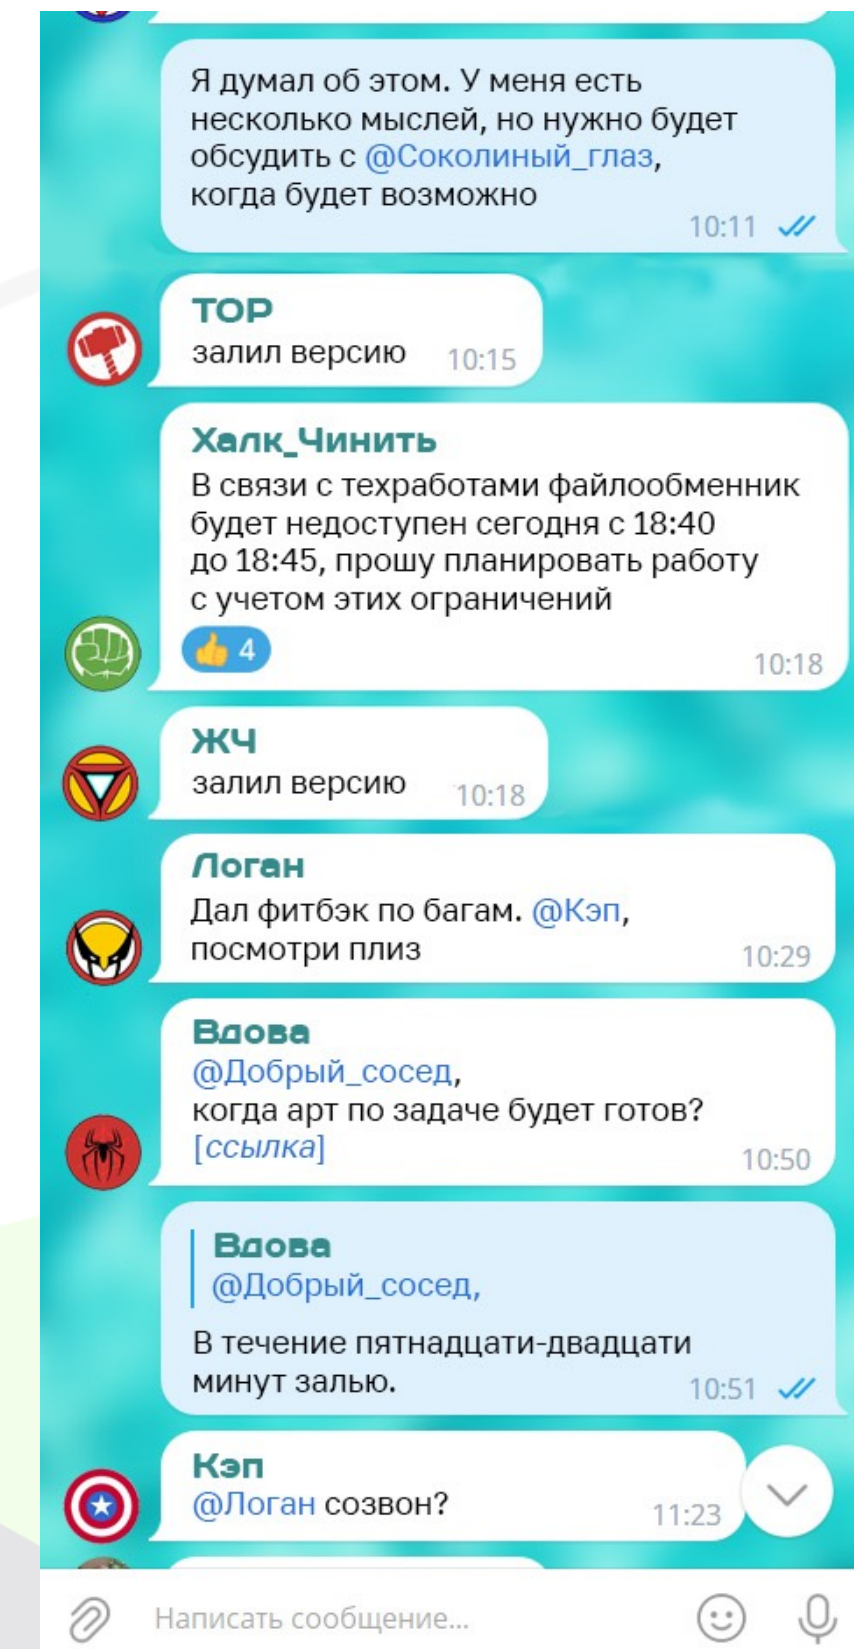 Я думал об этом. У меня есть
несколько мыслей, но нужно будет
обсудить с @Соколиный_глаз,
когда будет возможно
10:11
ТОР
залил версию 10:15
Халк_Чинить
В связи с техработами файлообменник
будет недоступен сегодня с 18:40
до 18:45, прошу планировать работу
с учетом этих ограничений
👍 4
10:18
ЖЧ
залил версию 10:18
Логан
Дал фитбэк по багам. @Кэп,
посмотри плиз 10:29
Вдова
@Добрый_сосед,
когда арт по задаче будет готов?
[ссылка] 10:50
Вдова
@Добрый_сосед,
В течение пятнадцати-двадцати
минут залью. 10:51
Кэп
@Логан созвон? 11:23
Написать сообщение...